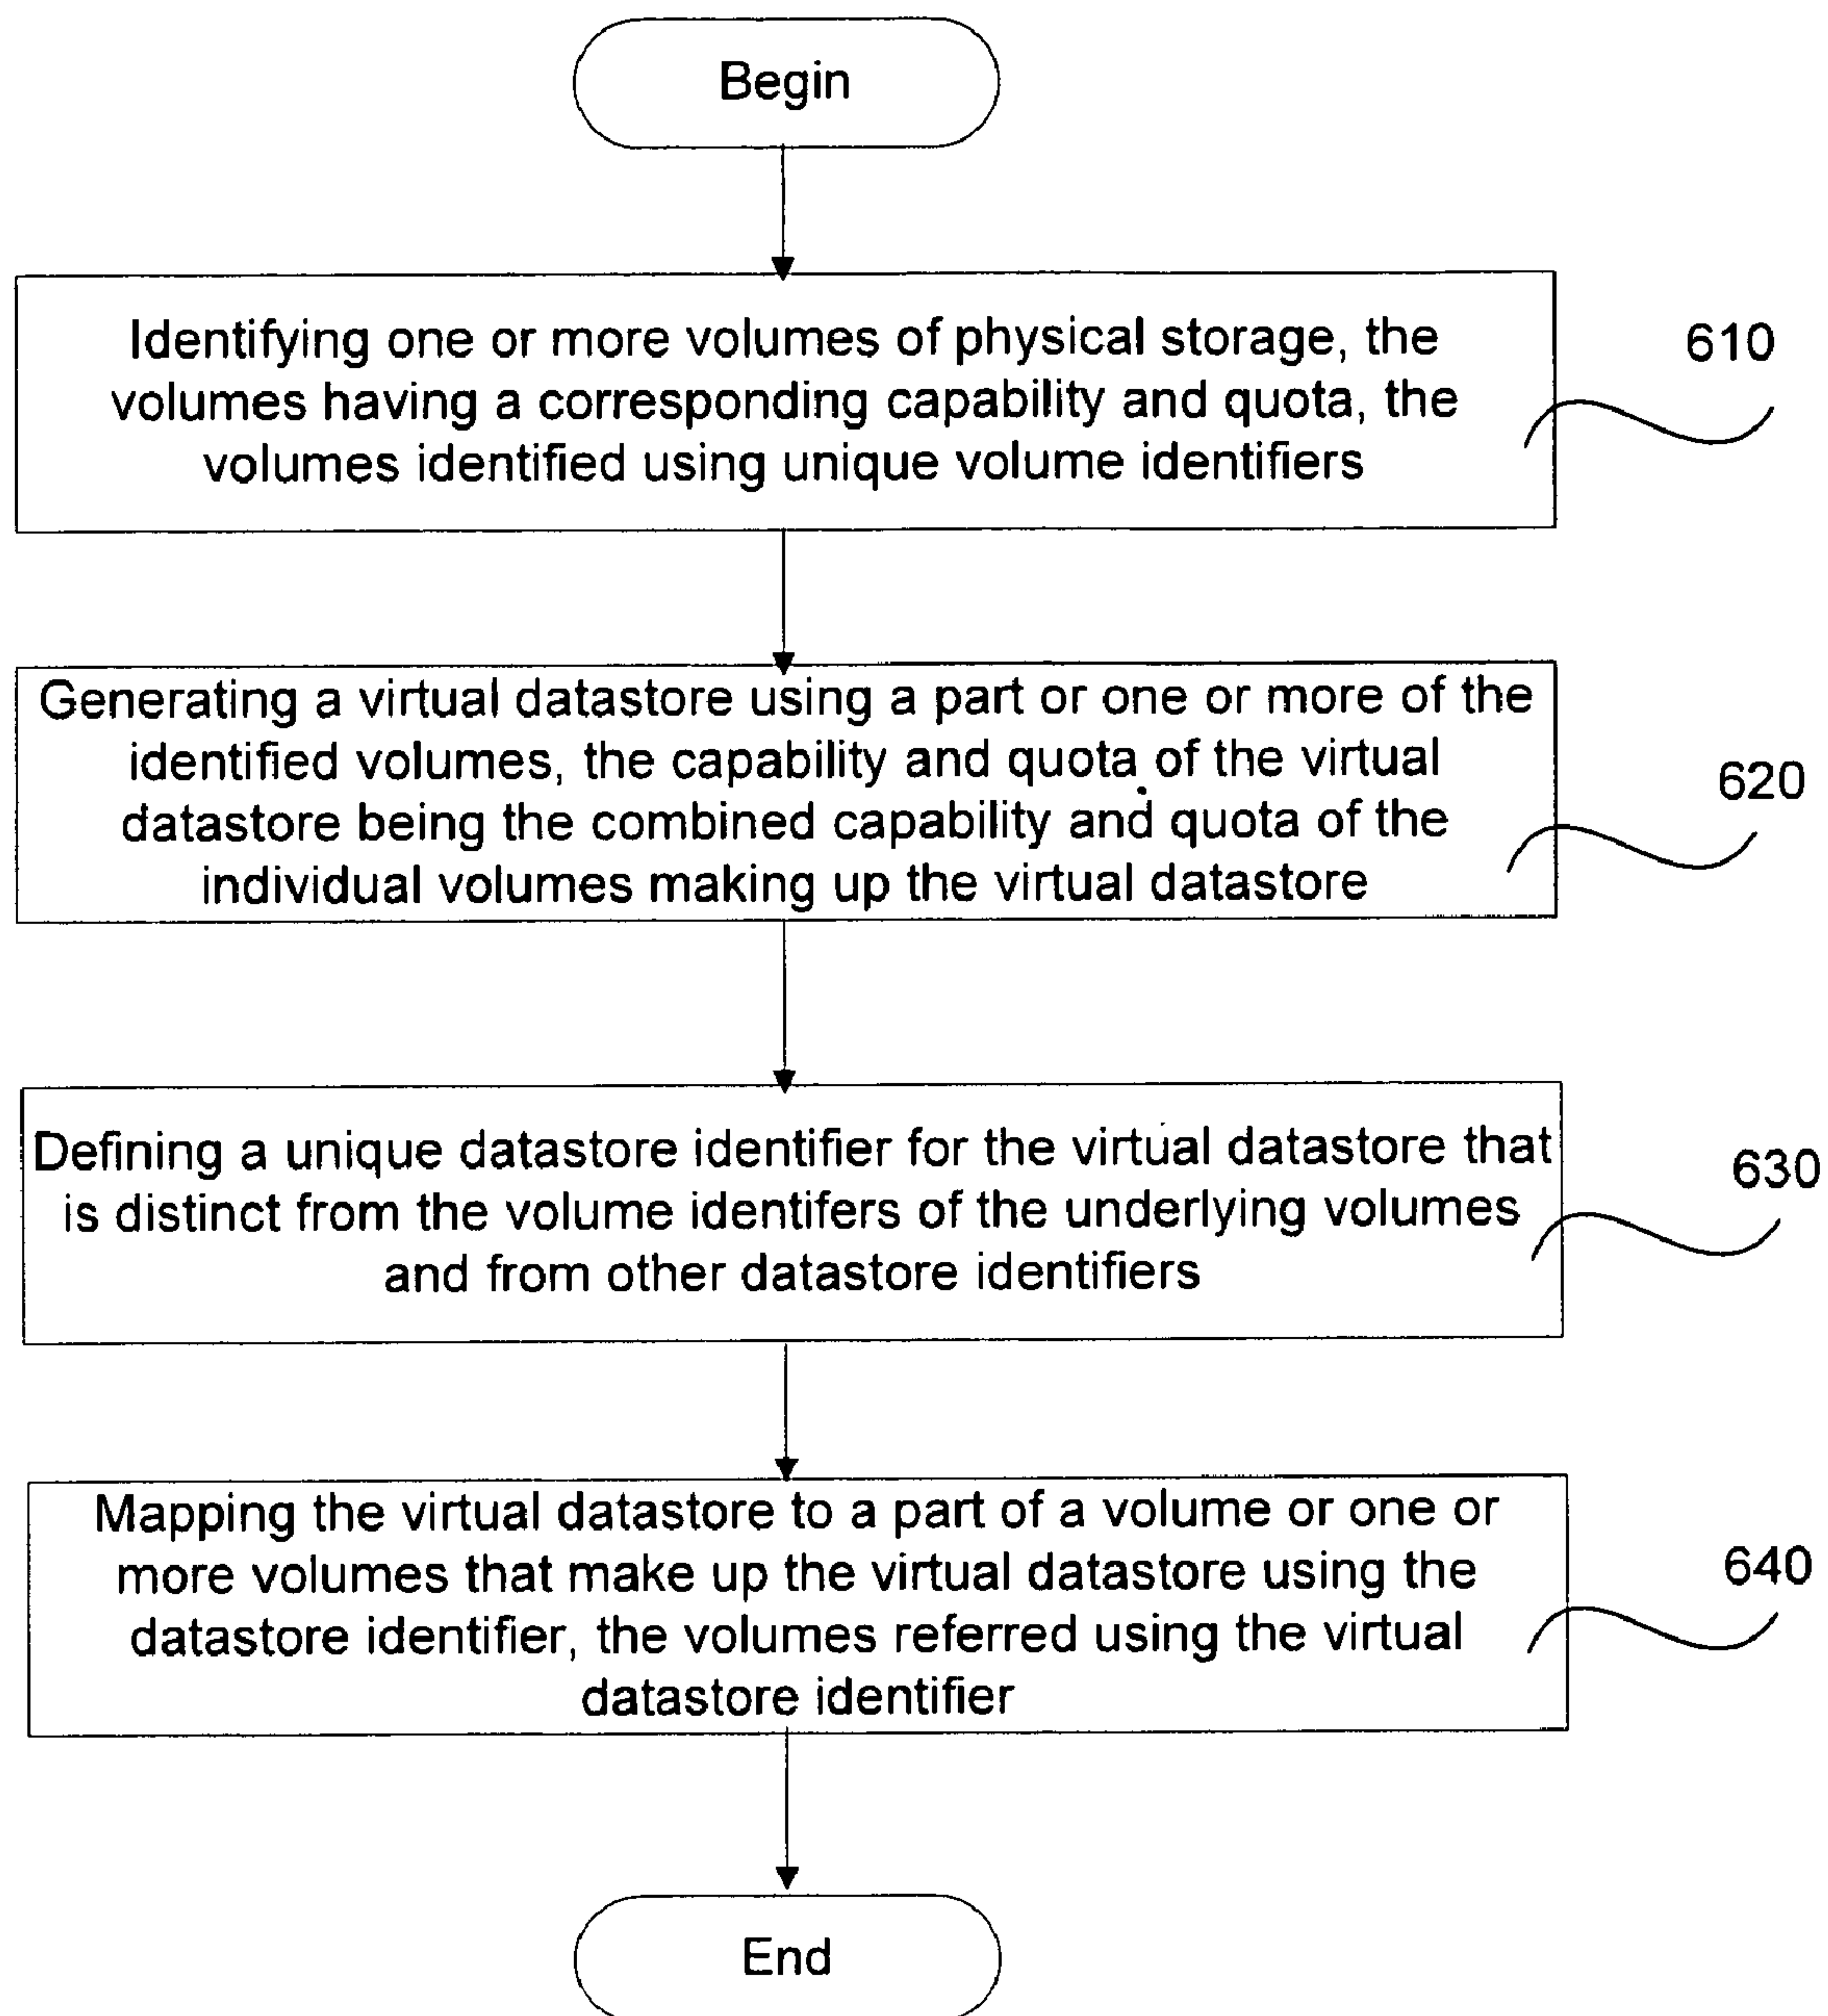 Begin
Identifying one or more volumes of physical storage, the
volumes having a corresponding capability and quota, the
volumes identified using unique volume identifiers
610
Generating a virtual datastore using a part or one or more of the
identified volumes, the capability and quota of the virtual
datastore being the combined capability and quota of the
individual volumes making up the virtual datastore
620
Defining a unique datastore identifier for the virtual datastore that
is distinct from the volume identifers of the underlying volumes
and from other datastore identifiers
630
Mapping the virtual datastore to a part of a volume or one or
more volumes that make up the virtual datastore using the
datastore identifier, the volumes referred using the virtual
datastore identifier
640
End